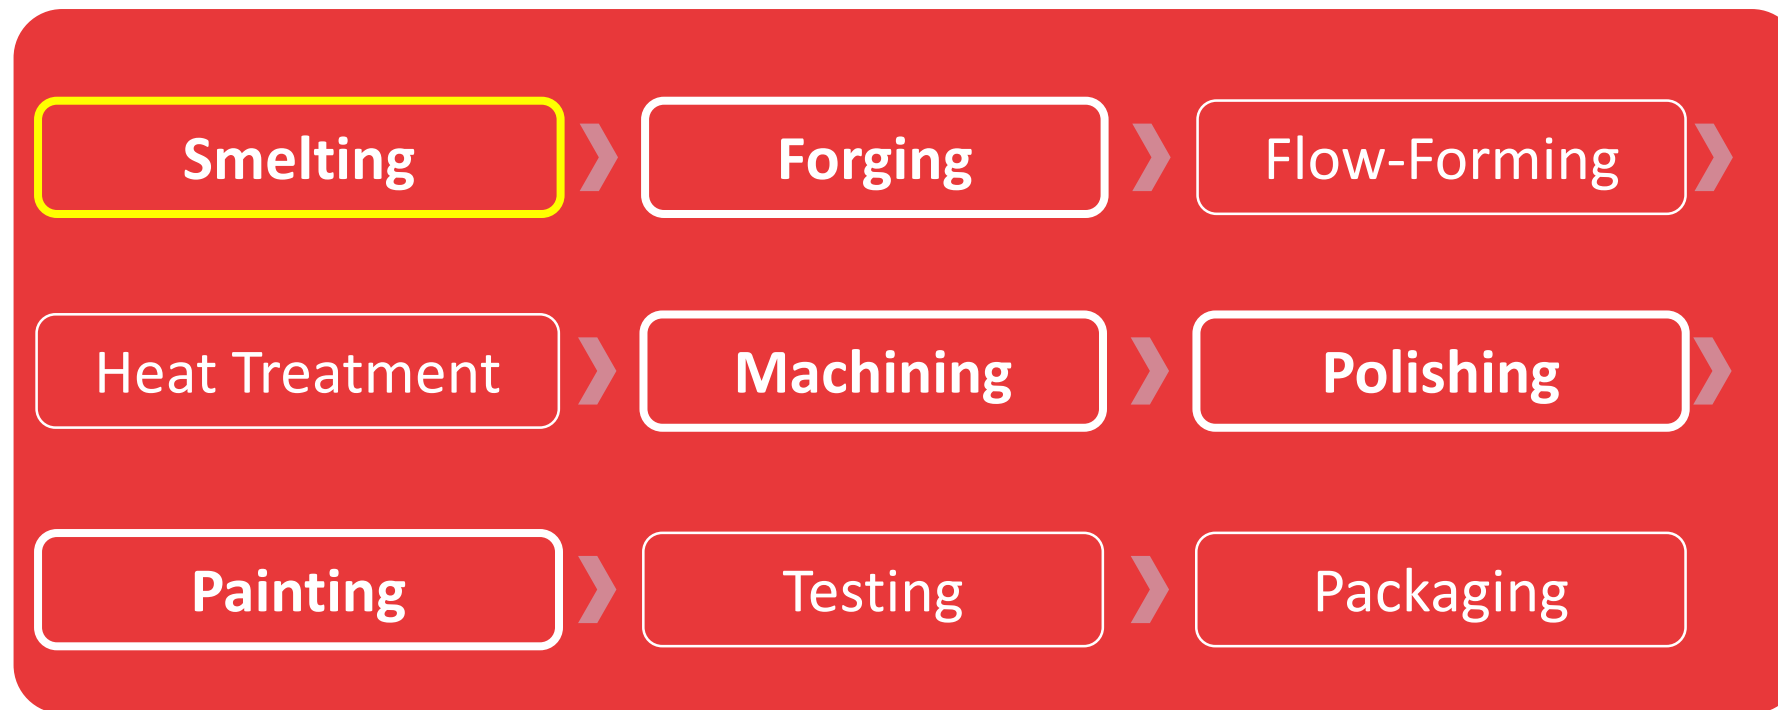 Smelting
Forging
Flow-Forming
Heat Treatment
Machining
Polishing
Painting
Testing
Packaging